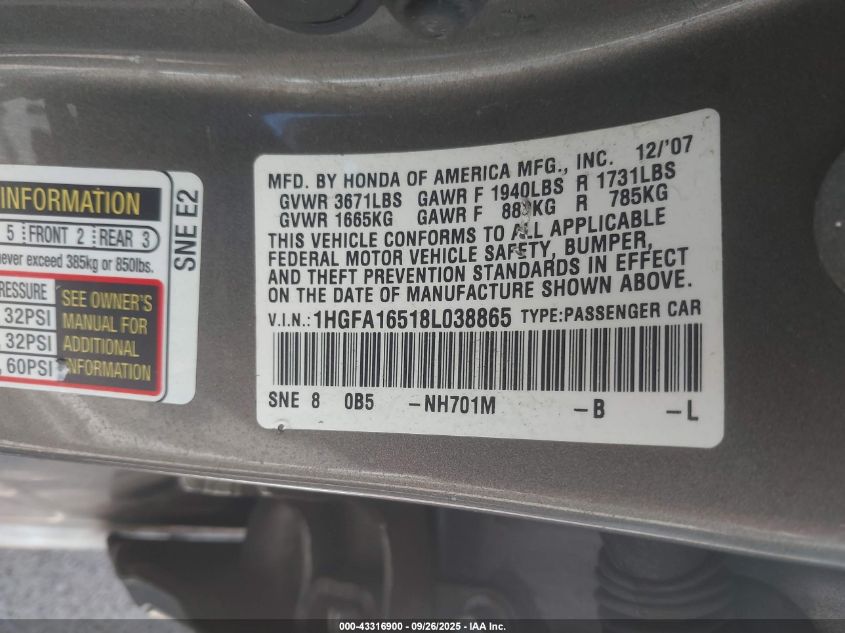 INFORMATION
5 FRONT 2 REAR 3
never exceed 385kg or 850lbs.
PRESSURE
32PSI
32PSI
60PSI
SEE OWNER'S
MANUAL FOR
ADDITIONAL
INFORMATION
SNE E2
MFD. BY HONDA OF AMERICA MFG., INC. 12/'07
GVWR 3671LBS GAWR F 1940LBS R 1731LBS
GVWR 1665KG GAWR F KG R 785KG
THIS VEHICLE CONFORMS TO ALL APPLICABLE
FEDERAL MOTOR VEHICLE SAFETY, BUMPER,
AND THEFT PREVENTION STANDARDS IN EFFECT
ON THE DATE OF MANUFACTURE SHOWN ABOVE.
V.I.N.: 1HGFA16518L038865 TYPE:PASSENGER CAR
SNE 8 0B5 -NH701M -B -L
000-43316900 - 09/26/2025 - IAA Inc.